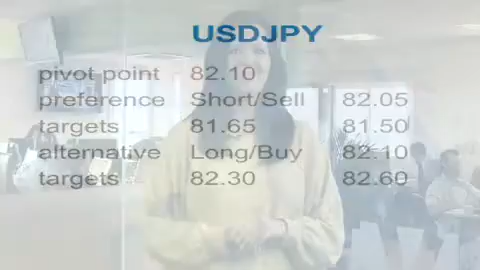 USDJPY
pivot point 82.10
preference Short/Sell 82.05
targets 81.65 81.50
alternative Long/Buy 82.10
targets 82.30 82.60